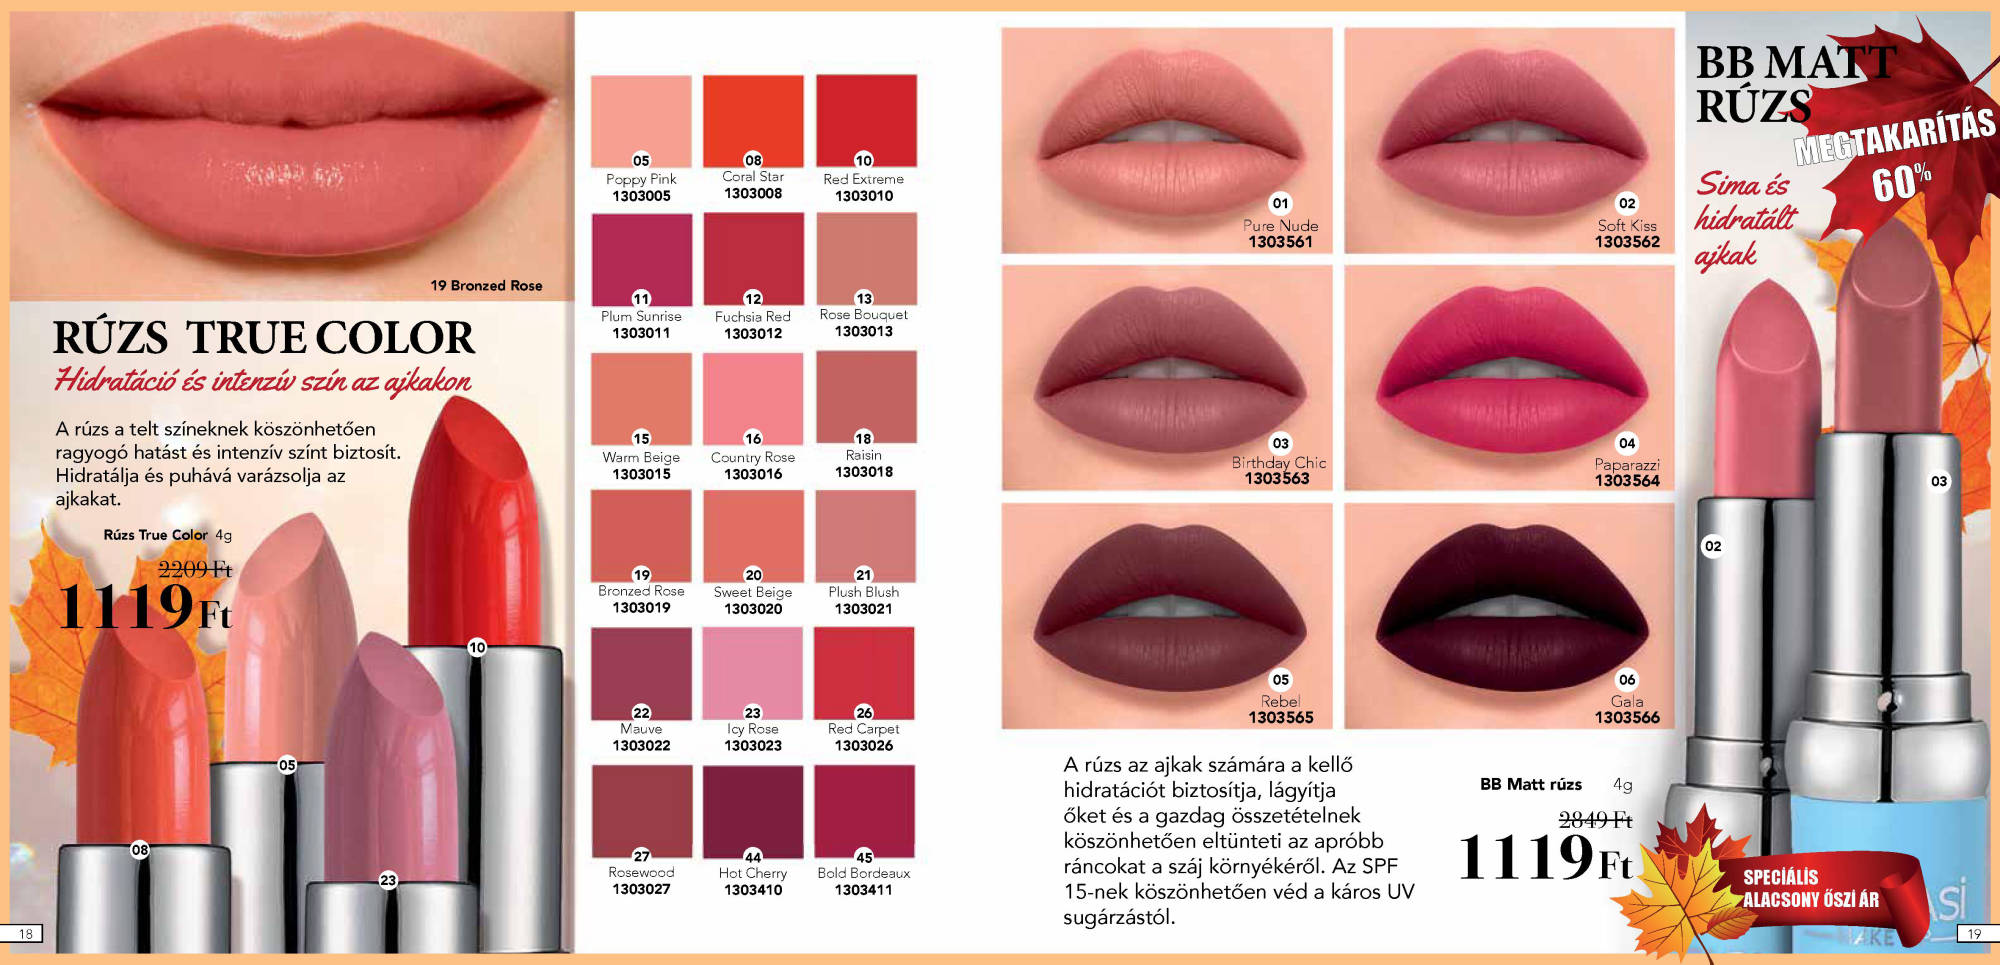 19 Bronzed Rose
RÚZS TRUE COLOR
Hidratáció és intenzív szín az ajkakon
A rúzs a telt színeknek köszönhetően
ragyogó hatást és intenzív színt biztosít.
Hidratálja és puhává varázsolja az
ajkakat.
Rúzs True Color 4g
2209 Ft
1119 Ft
10
05
08
23
18
05
Poppy Pink
1303005
08
Coral Star
1303008
10
Red Extreme
1303010
11
Plum Sunrise
1303011
12
Fuchsia Red
1303012
13
Rose Bouquet
1303013
15
Warm Beige
1303015
16
Country Rose
1303016
18
Raisin
1303018
19
Bronzed Rose
1303019
20
Sweet Beige
1303020
21
Plush Blush
1303021
22
Mauve
1303022
23
Icy Rose
1303023
26
Red Carpet
1303026
27
Rosewood
1303027
44
Hot Cherry
1303410
45
Bold Bordeaux
1303411
01
Pure Nude
1303561
02
Soft Kiss
1303562
03
Birthday Chic
1303563
04
Paparazzi
1303564
05
Rebel
1303565
06
Gala
1303566
A rúzs az ajkak számára a kellő
hidratációt biztosítja, lágyítja
őket és a gazdag összetételnek
köszönhetően eltünteti az apróbb
ráncokat a száj környékéről. Az SPF
15-nek köszönhetően véd a káros UV
sugárzástól.
BB Matt rúzs 4g
2849 Ft
1119 Ft
BB MATT
RÚZS
MEGTAKARÍTÁS
60%
Sima és
hidratált
ajkak
03
02
SPECIÁLIS
ALACSONY ŐSZI ÁR
19